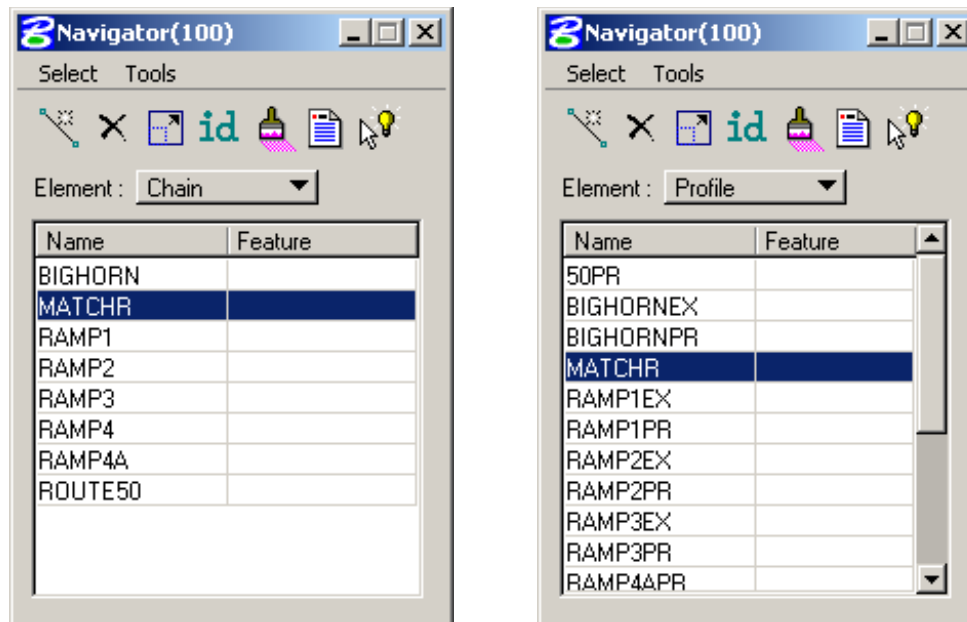 Navigator(100)
Select Tools
id
Element : Chain
Name Feature
BIGHORN
MATCHR
RAMP1
RAMP2
RAMP3
RAMP4
RAMP4A
ROUTE50
Navigator(100)
Select Tools
id
Element : Profile
Name Feature
50PR
BIGHORNEX
BIGHORNPR
MATCHR
RAMP1EX
RAMP1PR
RAMP2EX
RAMP2PR
RAMP3EX
RAMP3PR
RAMP4APR